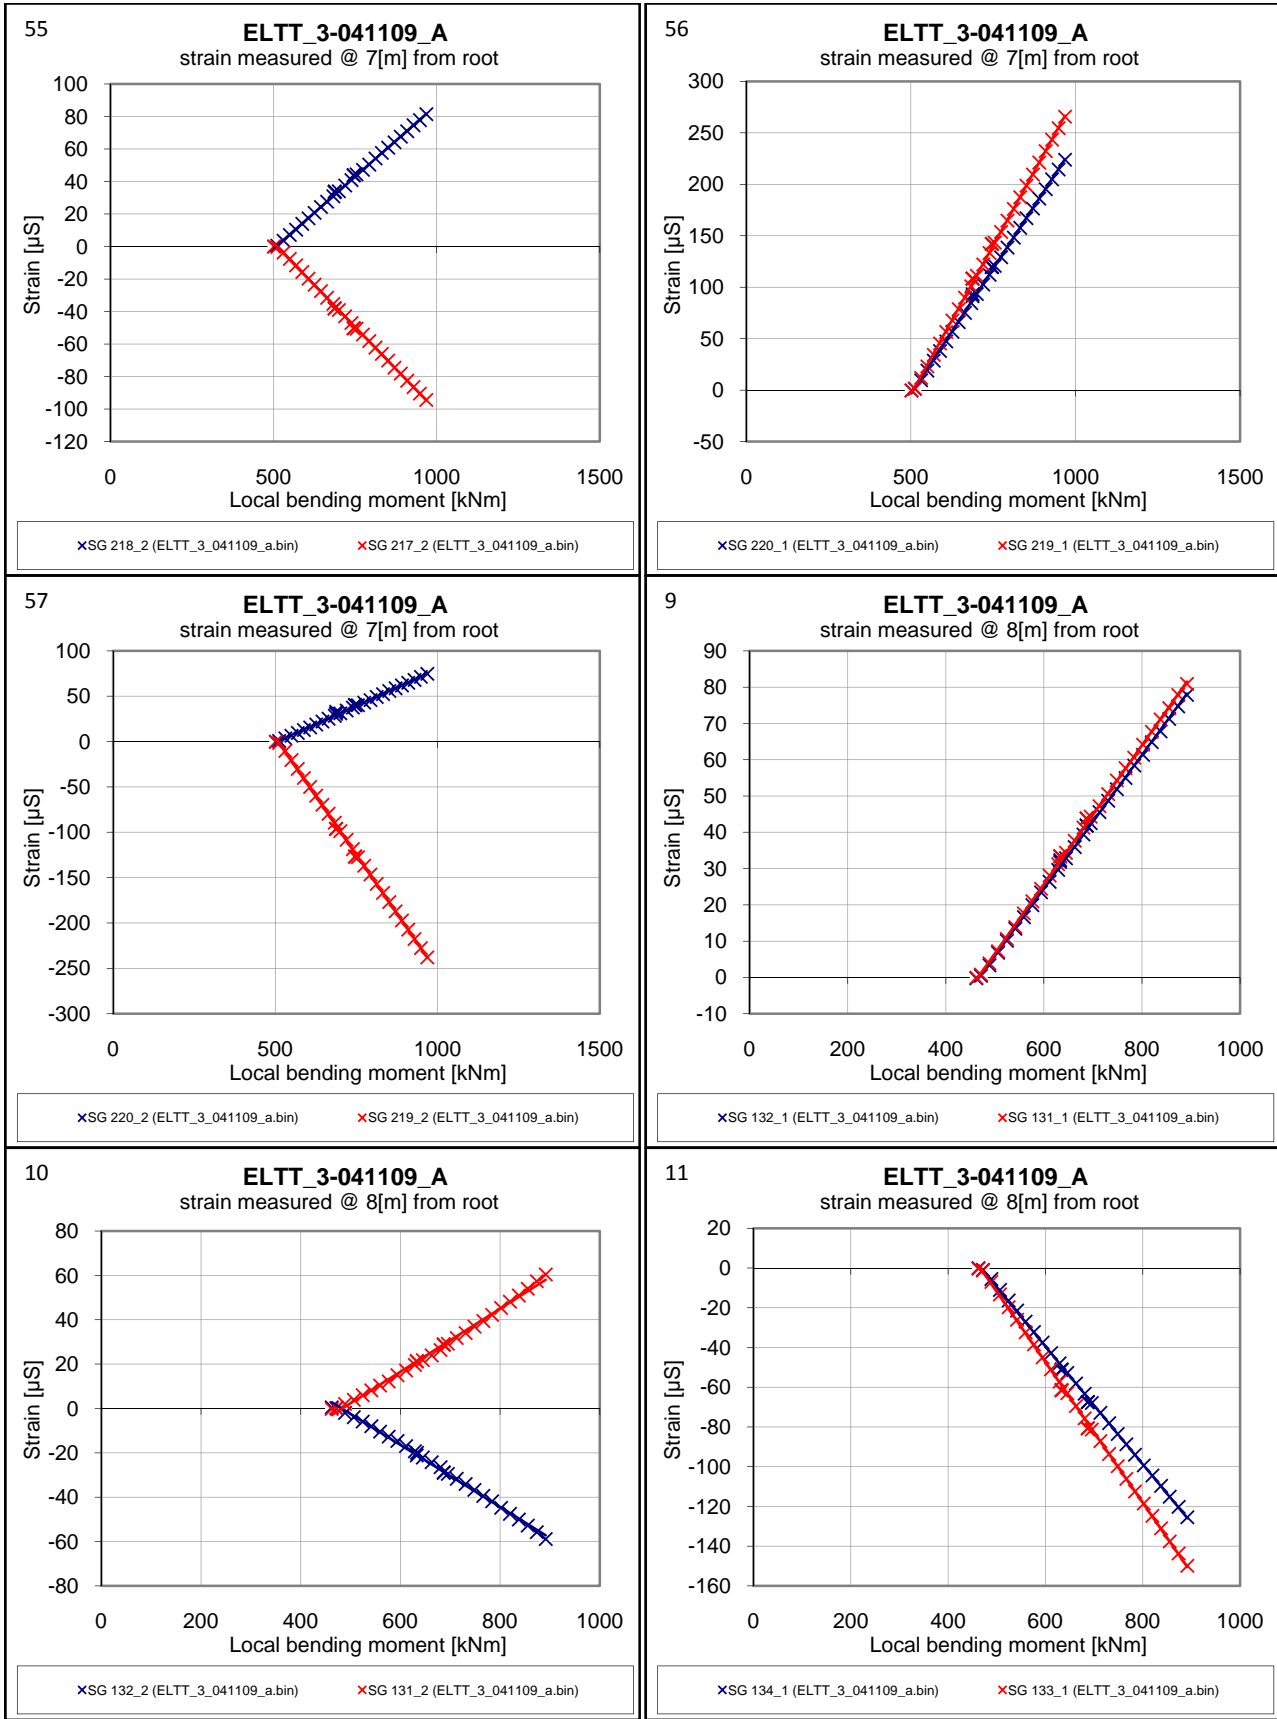 55
ELTT_3-041109_A
strain measured @ 7[m] from root
100
80
60
40
20
0
-20
-40
-60
-80
-100
-120
0 500 1000 1500
Strain [µS]
Local bending moment [kNm]
SG 218_2 (ELTT_3_041109_a.bin) SG 217_2 (ELTT_3_041109_a.bin)
56
ELTT_3-041109_A
strain measured @ 7[m] from root
300
250
200
150
100
50
0
-50
0 500 1000 1500
Strain [µS]
Local bending moment [kNm]
SG 220_1 (ELTT_3_041109_a.bin) SG 219_1 (ELTT_3_041109_a.bin)
57
ELTT_3-041109_A
strain measured @ 7[m] from root
100
50
0
-50
-100
-150
-200
-250
-300
0 500 1000 1500
Strain [µS]
Local bending moment [kNm]
SG 220_2 (ELTT_3_041109_a.bin) SG 219_2 (ELTT_3_041109_a.bin)
9
ELTT_3-041109_A
strain measured @ 8[m] from root
90
80
70
60
50
40
30
20
10
0
-10
0 200 400 600 800 1000
Strain [µS]
Local bending moment [kNm]
SG 132_1 (ELTT_3_041109_a.bin) SG 131_1 (ELTT_3_041109_a.bin)
10
ELTT_3-041109_A
strain measured @ 8[m] from root
80
60
40
20
0
-20
-40
-60
-80
0 200 400 600 800 1000
Strain [µS]
Local bending moment [kNm]
SG 132_2 (ELTT_3_041109_a.bin) SG 131_2 (ELTT_3_041109_a.bin)
11
ELTT_3-041109_A
strain measured @ 8[m] from root
20
0
-20
-40
-60
-80
-100
-120
-140
-160
0 200 400 600 800 1000
Strain [µS]
Local bending moment [kNm]
SG 134_1 (ELTT_3_041109_a.bin) SG 133_1 (ELTT_3_041109_a.bin)